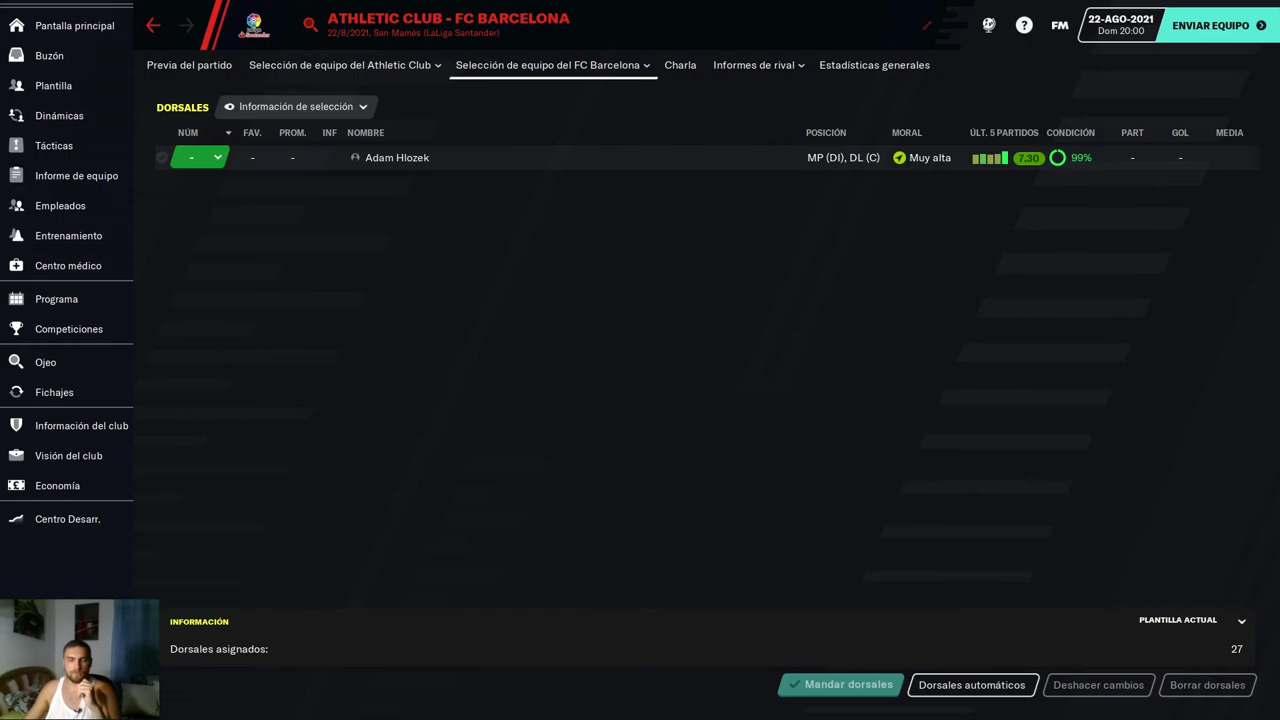 Pantalla principal
Buzón
Plantilla
Dinámicas
Tácticas
Informe de equipo
Empleados
Entrenamiento
Centro médico
Programa
Competiciones
Ojeo
Fichajes
Información del club
Visión del club
Economía
Centro Desarr.
ATHLETIC CLUB - FC BARCELONA
22/8/2021, San Mamés (LaLiga Santander)
? FM 22-AGO-2021 ENVIAR EQUIPO
Dom 20:00
Previa del partido Selección de equipo del Athletic Club Selección de equipo del FC Barcelona Charla Informes de rival Estadísticas generales
DORSALES Información de selección
NÚM FAV. PROM. INF NOMBRE POSICIÓN MORAL ÚLT. 5 PARTIDOS CONDICIÓN PART GOL MEDIA
- - - Adam Hlozek MP (DI), DL (C) Muy alta 7.30 99% - -
INFORMACIÓN PLANTILLA ACTUAL
Dorsales asignados: 27
Mandar dorsales Dorsales automáticos Deshacer cambios Borrar dorsales